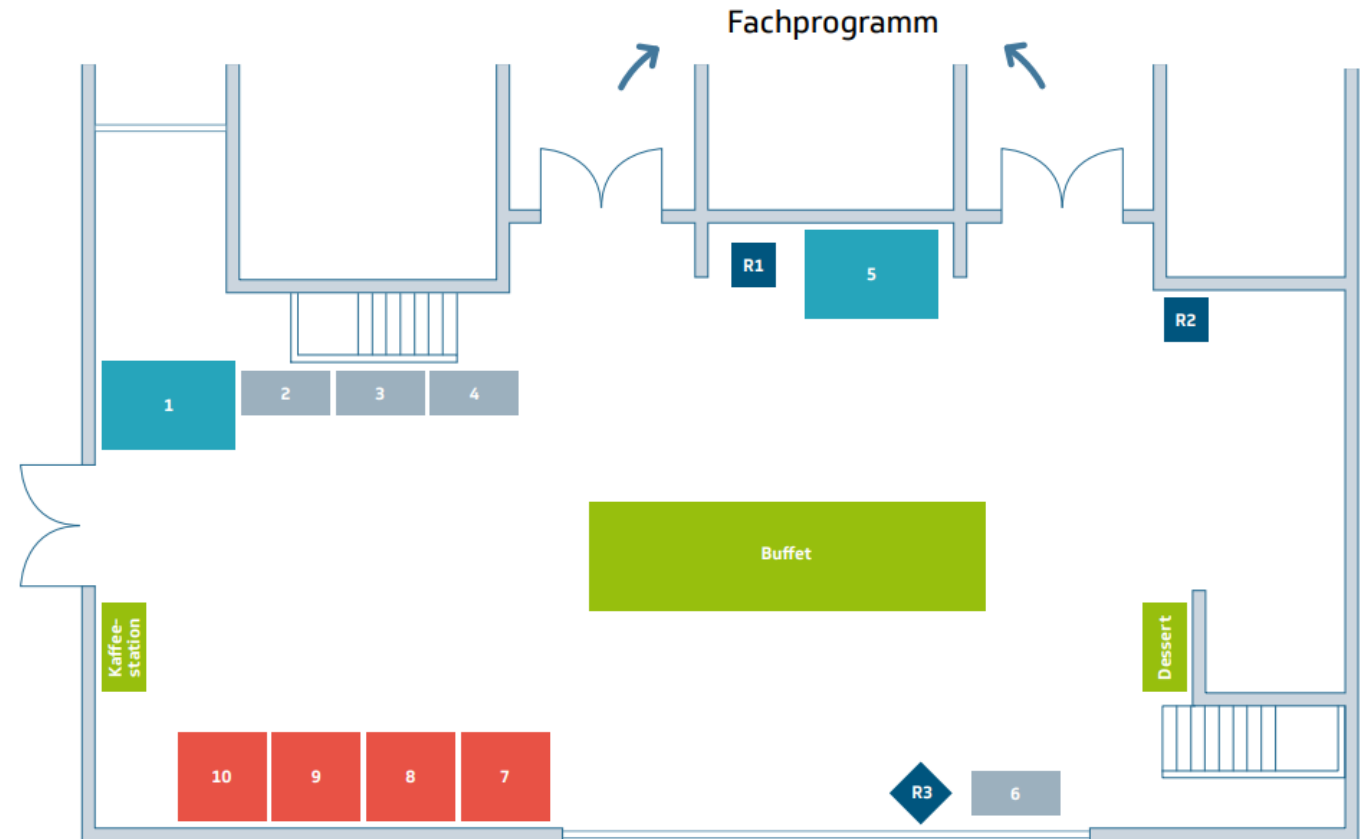 Fachprogramm
R1
5
R2
1
2
3
4
Buffet
Kaffee-
station
Dessert
10
9
8
7
R3
6